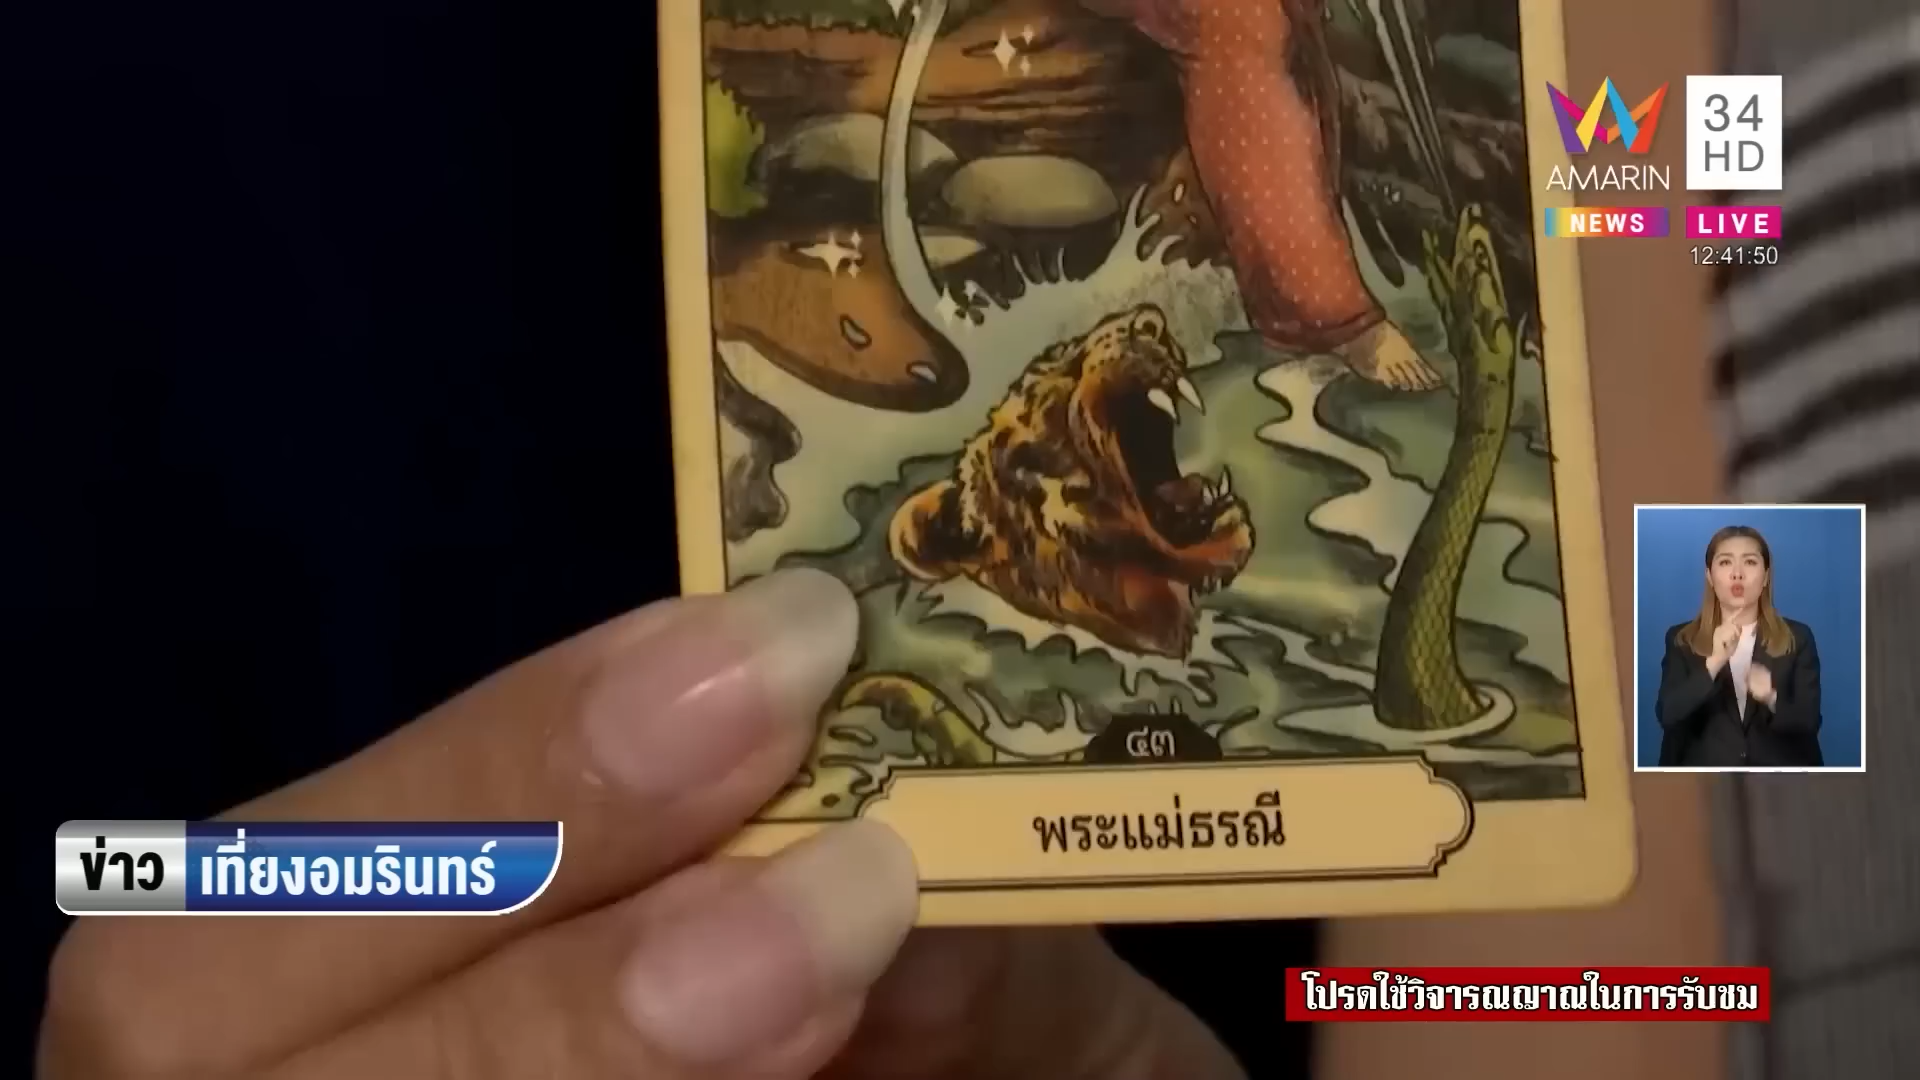 34
HD
AMARIN
NEWS LIVE
12:41:50
๔๓
พระแม่ธรณี
ข่าว เที่ยงอมรินทร์
โปรดใช้วิจารณญาณในการรับชม